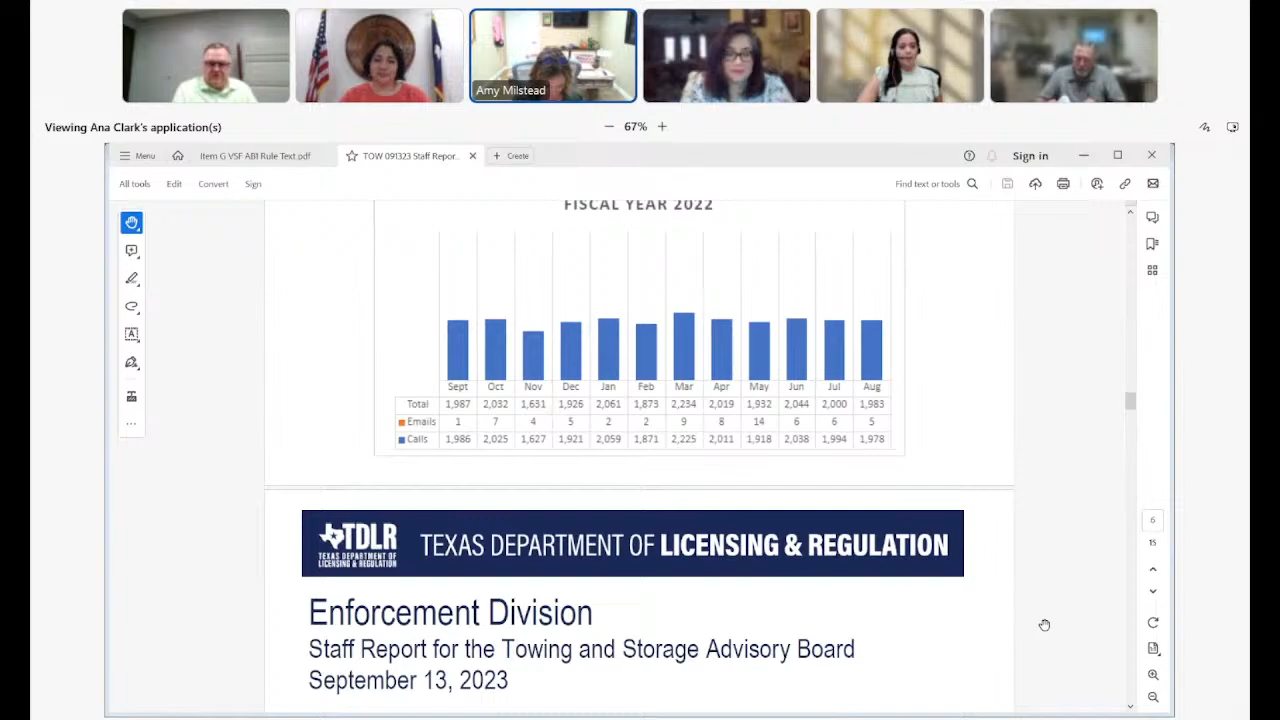 Amy Milstead
Viewing Ana Clark's application(s)
67%
Menu
Item G VSF AB1 Rule Text.pdf
TOW 091323 Staff Repor...
Create
Sign in
All tools
Edit
Convert
Sign
Find text or tools
FISCAL YEAR 2022
Sept Oct Nov Dec Jan Feb Mar Apr May Jun Jul Aug
Total 1,987 2,032 1,631 1,926 2,061 1,873 2,234 2,019 1,932 2,044 2,000 1,983
Emails 1 7 4 5 2 2 9 8 14 6 6 5
Calls 1,986 2,025 1,627 1,921 2,059 1,871 2,225 2,011 1,918 2,038 1,994 1,978
6
15
TDLR
TEXAS DEPARTMENT OF
LICENSING & REGULATION
TEXAS DEPARTMENT OF LICENSING & REGULATION
Enforcement Division
Staff Report for the Towing and Storage Advisory Board
September 13, 2023